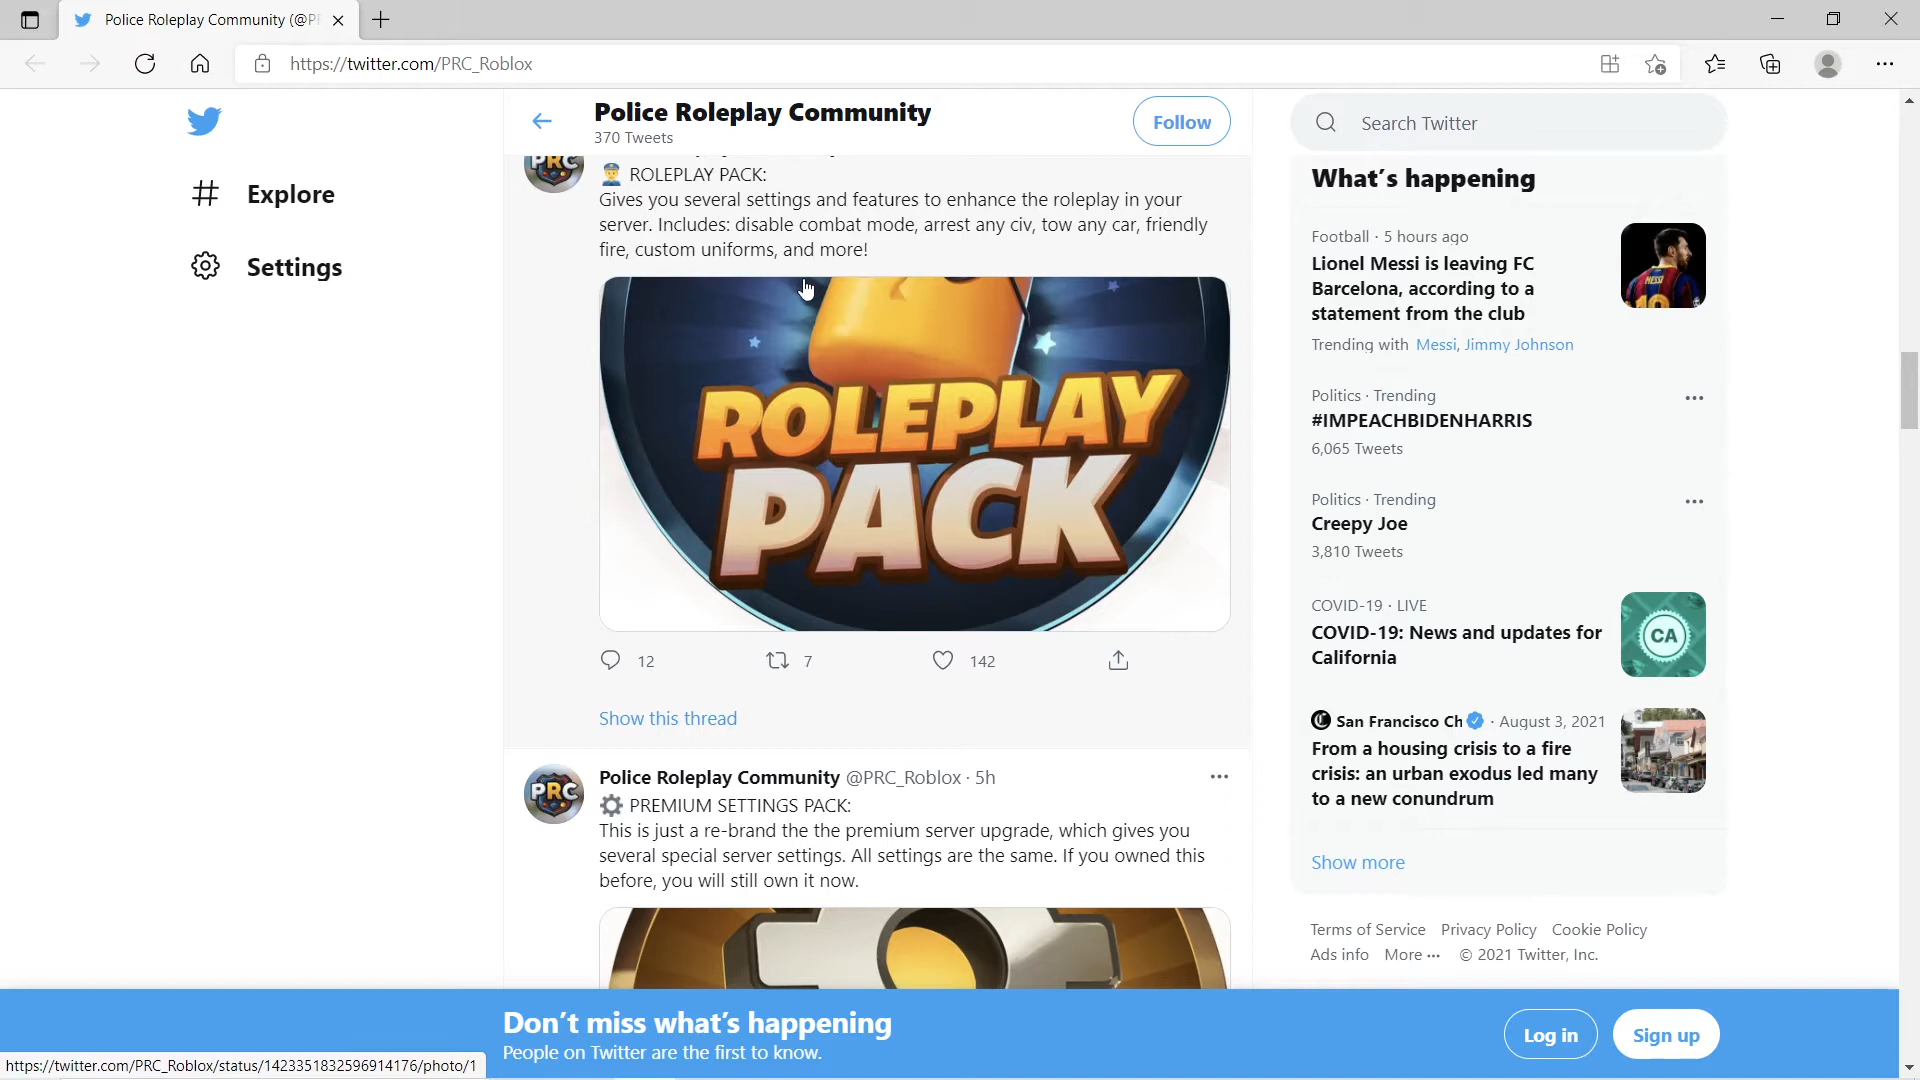 Police Roleplay Community (@PR
https://twitter.com/PRC_Roblox
Explore
Settings
Police Roleplay Community
370 Tweets
Follow
PRC
ROLEPLAY PACK:
Gives you several settings and features to enhance the roleplay in your
server. Includes: disable combat mode, arrest any civ, tow any car, friendly
fire, custom uniforms, and more!
ROLEPLAY
PACK
12
7
142
Show this thread
PRC
Police Roleplay Community @PRC_Roblox · 5h
PREMIUM SETTINGS PACK:
This is just a re-brand the the premium server upgrade, which gives you
several special server settings. All settings are the same. If you owned this
before, you will still own it now.
Search Twitter
What's happening
Football · 5 hours ago
Lionel Messi is leaving FC
Barcelona, according to a
statement from the club
Trending with Messi, Jimmy Johnson
MESSI
10
Politics · Trending
#IMPEACHBIDENHARRIS
6,065 Tweets
Politics · Trending
Creepy Joe
3,810 Tweets
COVID-19 · LIVE
COVID-19: News and updates for
California
CA
San Francisco Ch · August 3, 2021
From a housing crisis to a fire
crisis: an urban exodus led many
to a new conundrum
Show more
Terms of Service Privacy Policy Cookie Policy
Ads info More ··· © 2021 Twitter, Inc.
Don't miss what's happening
People on Twitter are the first to know.
Log in
Sign up
https://twitter.com/PRC_Roblox/status/1423351832596914176/photo/1